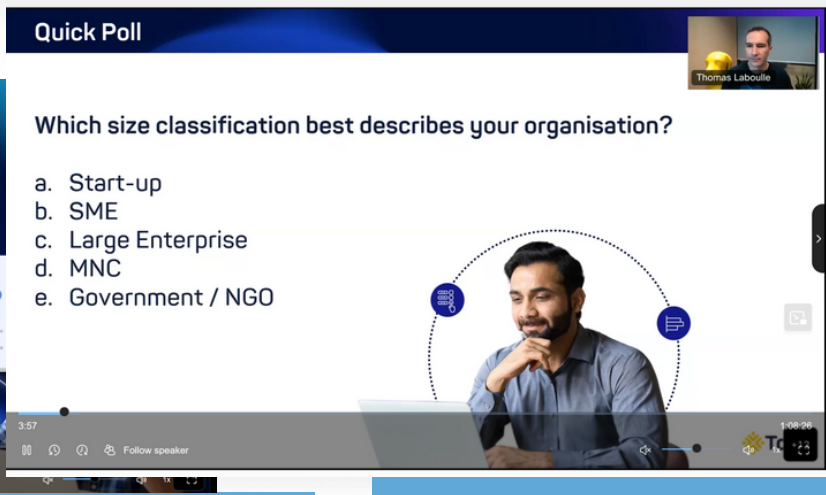 Quick Poll
Thomas Laboulle
Which size classification best describes your organisation?
a. Start-up
b. SME
c. Large Enterprise
d. MNC
e. Government / NGO
3:57
1:08:26
Follow speaker
1x